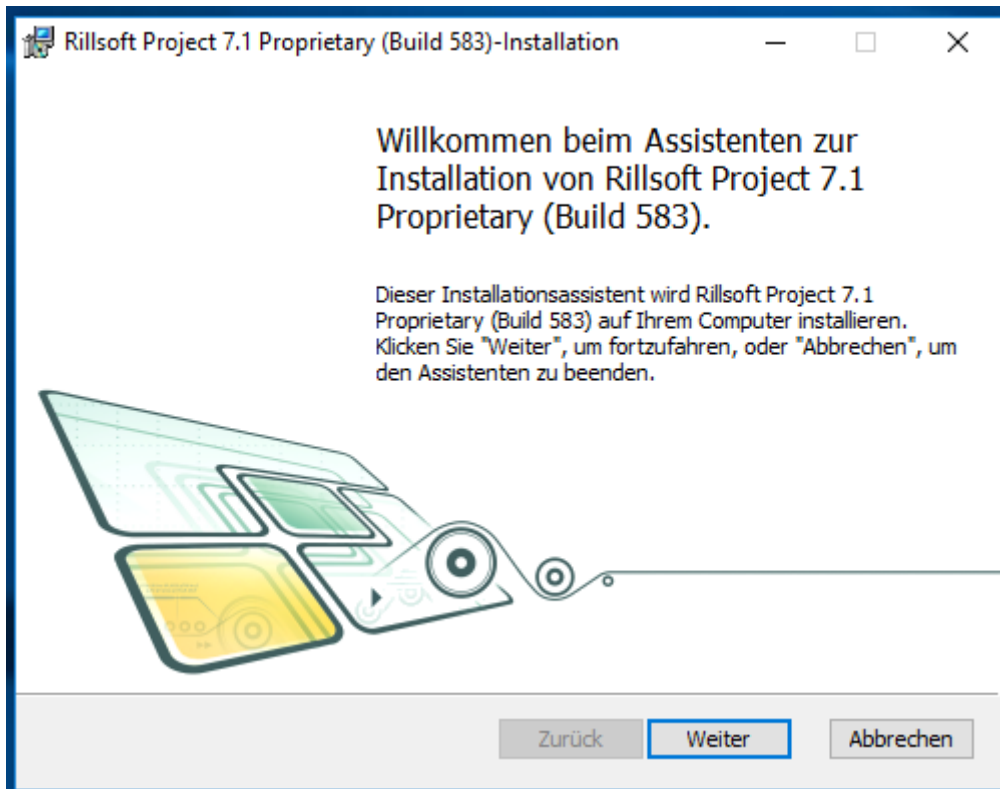 Rillsoft Project 7.1 Proprietary (Build 583)-Installation
Willkommen beim Assistenten zur
Installation von Rillsoft Project 7.1
Proprietary (Build 583).
Dieser Installationsassistent wird Rillsoft Project 7.1
Proprietary (Build 583) auf Ihrem Computer installieren.
Klicken Sie "Weiter", um fortzufahren, oder "Abbrechen", um
den Assistenten zu beenden.
Zurück Weiter Abbrechen